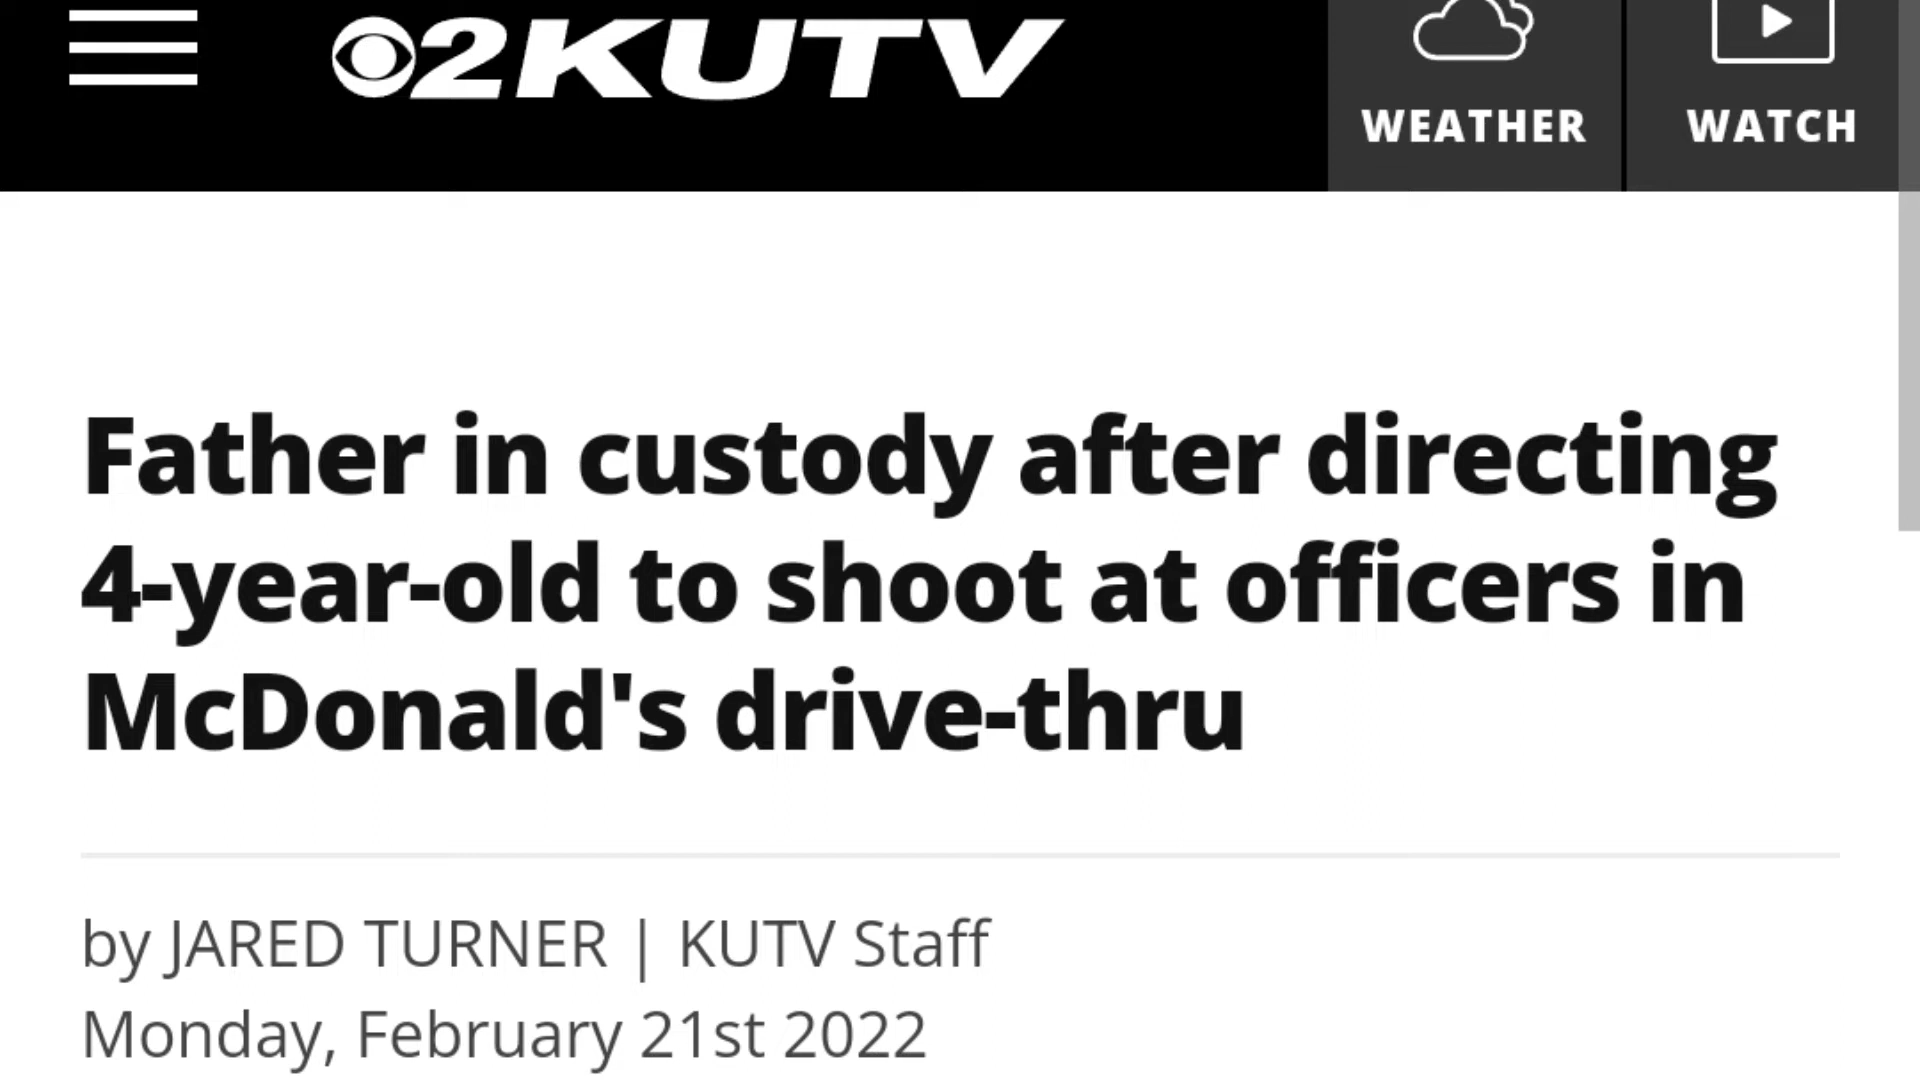 2KUTV
WEATHER
WATCH
Father in custody after directing
4-year-old to shoot at officers in
McDonald's drive-thru
by JARED TURNER | KUTV Staff
Monday, February 21st 2022